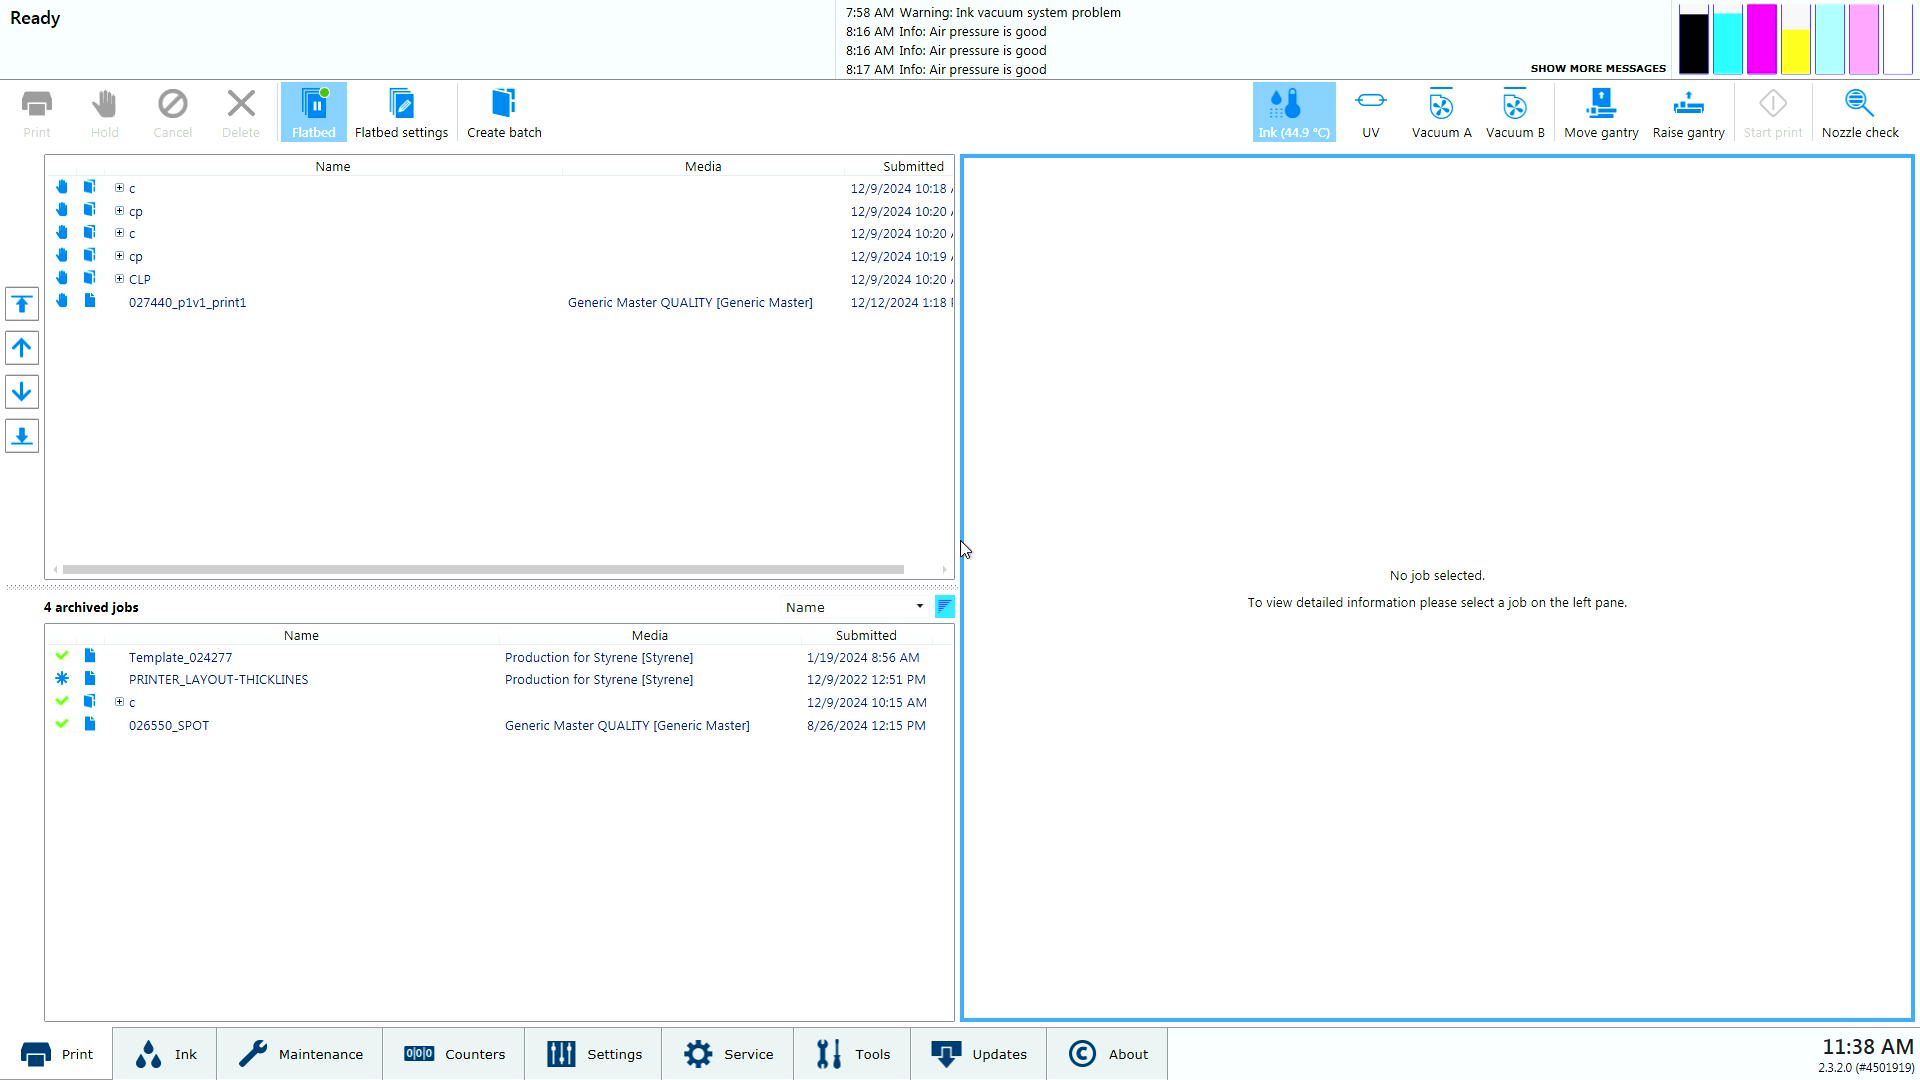 Ready
7:58 AM Warning: Ink vacuum system problem
8:16 AM Info: Air pressure is good
8:16 AM Info: Air pressure is good
8:17 AM Info: Air pressure is good
SHOW MORE MESSAGES
Print
Hold
Cancel
Delete
Flatbed
Flatbed settings
Create batch
Ink (44.9 °C)
UV
Vacuum A
Vacuum B
Move gantry
Raise gantry
Start print
Nozzle check
Name Media Submitted
c 12/9/2024 10:18
cp 12/9/2024 10:20
c 12/9/2024 10:20
cp 12/9/2024 10:19
CLP 12/9/2024 10:20
027440_p1v1_print1 Generic Master QUALITY [Generic Master] 12/12/2024 1:18
No job selected.
To view detailed information please select a job on the left pane.
4 archived jobs
Name
Name Media Submitted
Template_024277 Production for Styrene [Styrene] 1/19/2024 8:56 AM
PRINTER_LAYOUT-THICKLINES Production for Styrene [Styrene] 12/9/2022 12:51 PM
c 12/9/2024 10:15 AM
026550_SPOT Generic Master QUALITY [Generic Master] 8/26/2024 12:15 PM
Print
Ink
Maintenance
000 Counters
Settings
Service
Tools
Updates
© About
11:38 AM
2.3.2.0 (#4501919)